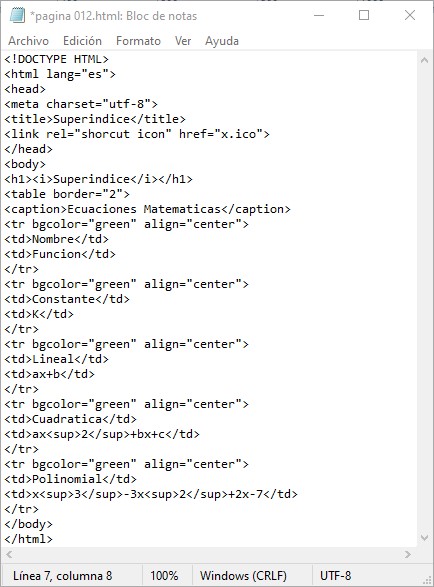 *pagina 012.html: Bloc de notas
Archivo Edición Formato Ver Ayuda
<!DOCTYPE HTML>
<html lang="es">
<head>
<meta charset="utf-8">
<title>Superindice</title>
<link rel="shorcut icon" href="x.ico">
</head>
<body>
<h1><i>Superindice</i></h1>
<table border="2">
<caption>Ecuaciones Matematicas</caption>
<tr bgcolor="green" align="center">
<td>Nombre</td>
<td>Funcion</td>
</tr>
<tr bgcolor="green" align="center">
<td>Constante</td>
<td>K</td>
</tr>
<tr bgcolor="green" align="center">
<td>Lineal</td>
<td>ax+b</td>
</tr>
<tr bgcolor="green" align="center">
<td>Cuadratica</td>
<td>ax<sup>2</sup>+bx+c</td>
</tr>
<tr bgcolor="green" align="center">
<td>Polinomial</td>
<td>x<sup>3</sup>-3x<sup>2</sup>+2x-7</td>
</tr>
</body>
</html>
Línea 7, columna 8 100% Windows (CRLF) UTF-8